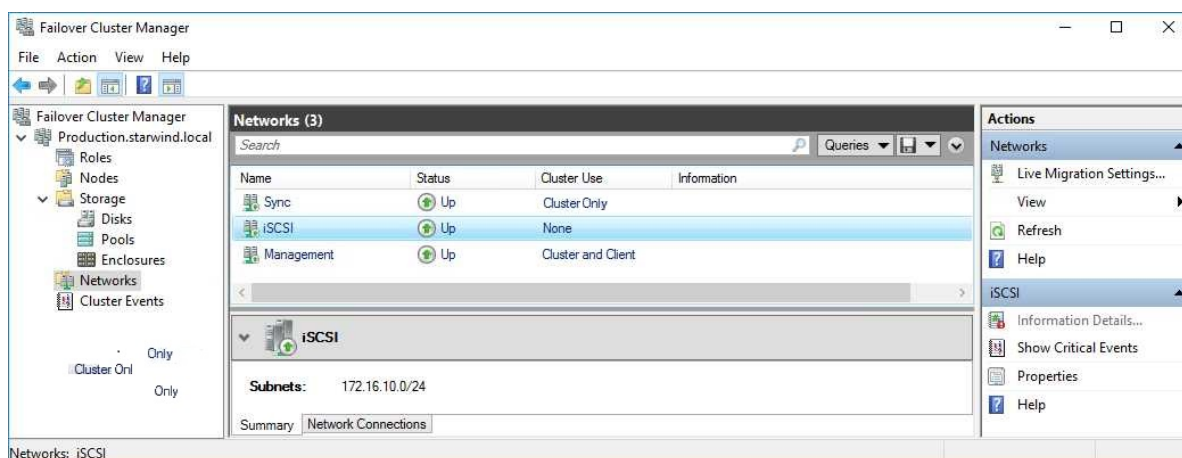 Failover Cluster Manager
File Action View Help
Failover Cluster Manager
Production.starwind.local
Roles
Nodes
Storage
Disks
Pools
Enclosures
Networks
Cluster Events
Only
Cluster Onl
Only
Networks (3)
Search
Queries
Name Status Cluster Use Information
Sync Up Cluster Only
iSCSI Up None
Management Up Cluster and Client
iSCSI
Subnets: 172.16.10.0/24
Summary Network Connections
Actions
Networks
Live Migration Settings...
View
Refresh
Help
iSCSI
Information Details...
Show Critical Events
Properties
Help
Networks: iSCSI